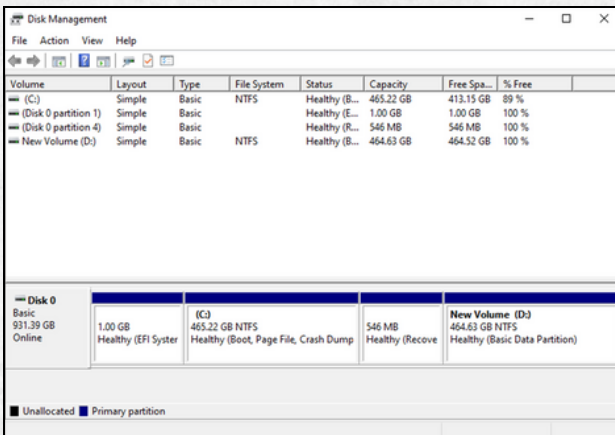 Disk Management
File Action View Help
Volume Layout Type File System Status Capacity Free Spa... % Free
(C:) Simple Basic NTFS Healthy (B... 465.22 GB 413.15 GB 89 %
(Disk 0 partition 1) Simple Basic Healthy (E... 1.00 GB 1.00 GB 100 %
(Disk 0 partition 4) Simple Basic Healthy (R... 546 MB 546 MB 100 %
New Volume (D:) Simple Basic NTFS Healthy (B... 464.63 GB 464.52 GB 100 %
Disk 0
Basic
931.39 GB
Online
1.00 GB
Healthy (EFI Syster
(C:)
465.22 GB NTFS
Healthy (Boot, Page File, Crash Dump
546 MB
Healthy (Recove
New Volume (D:)
464.63 GB NTFS
Healthy (Basic Data Partition)
Unallocated Primary partition